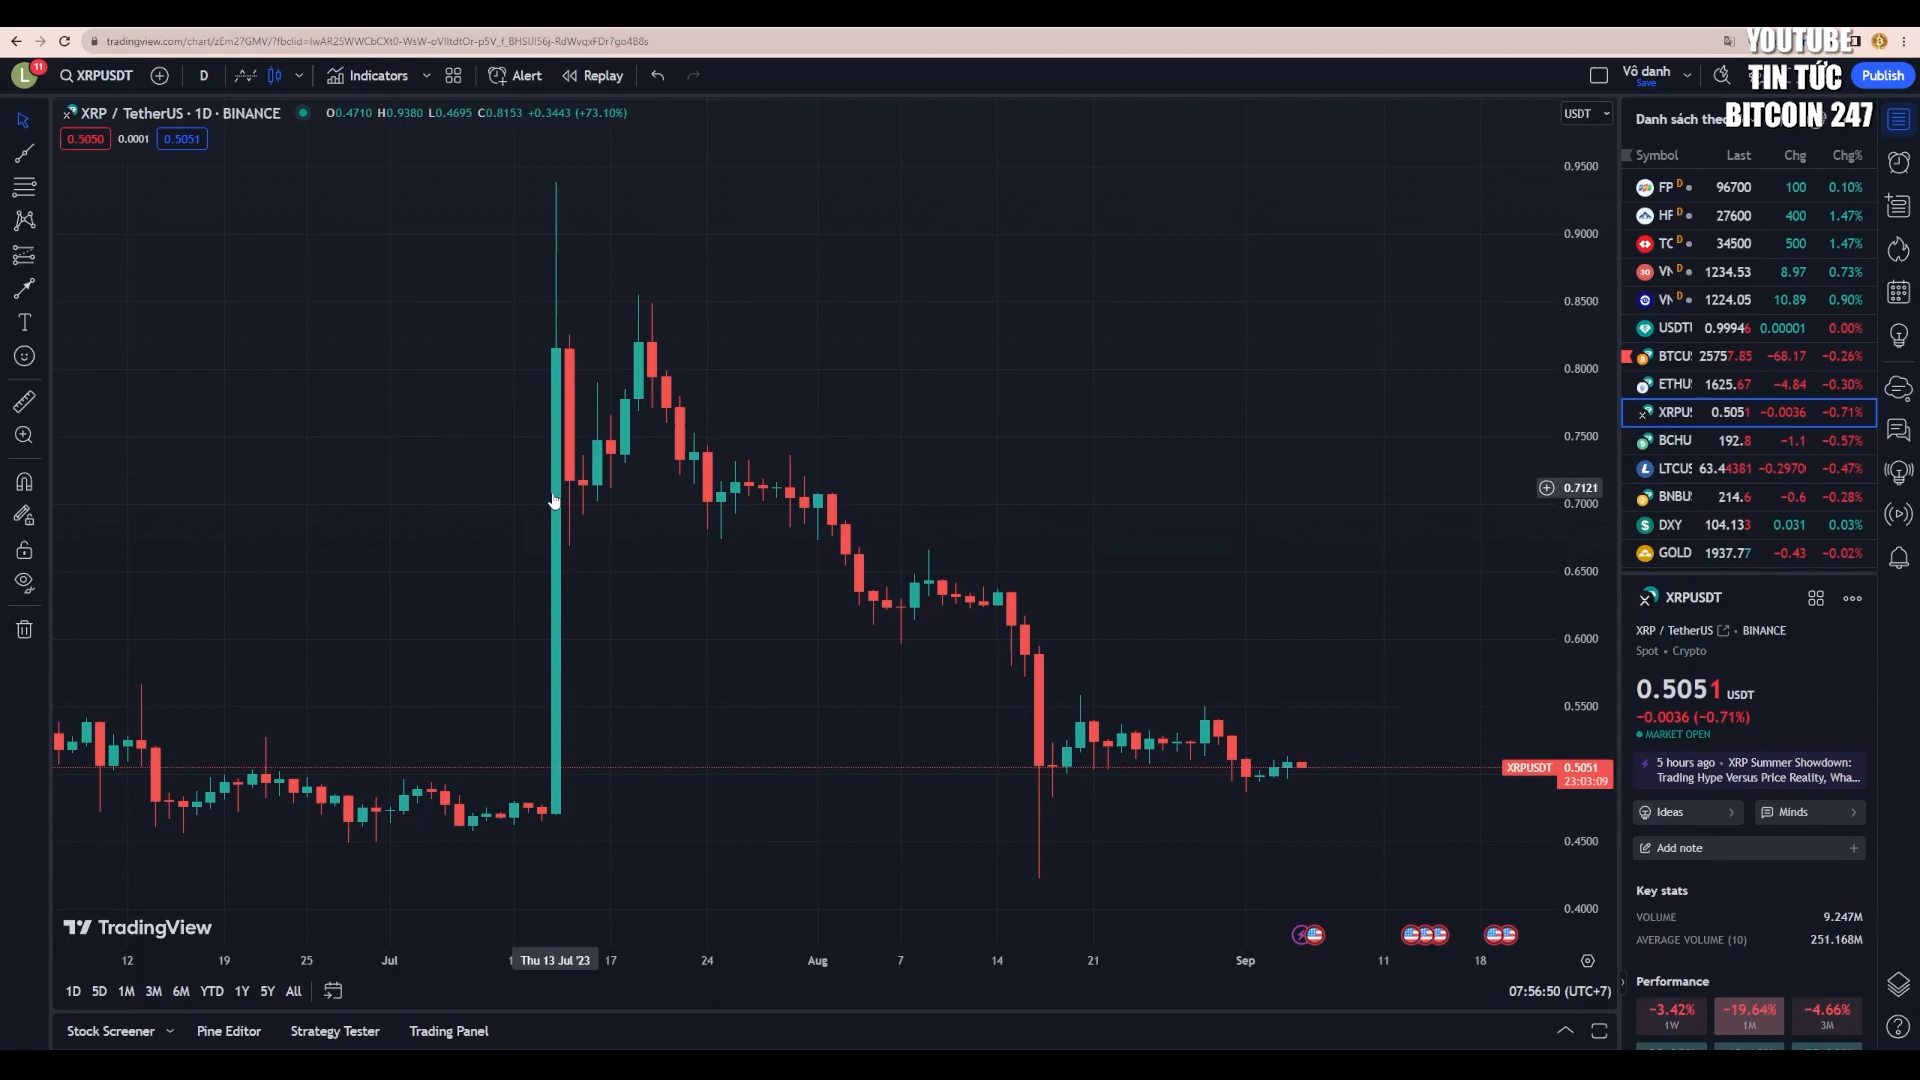 tradingview.com/chart/zEm27GMV/?fbclid=IwAR25WWCbCXt0-WsW-oVIltdtOr-p5V_f_BHSIJI56j-RdWvqxFDr7go4B8s
YOUTUBE
TIN TỨC
BITCOIN 247
L 11 XRPUSDT D Indicators Alert Replay Vô danh Save Publish
XRP / TetherUS · 1D · BINANCE O0.4710 H0.9380 L0.4695 C0.8153 +0.3443 (+73.10%)
0.5050 0.0001 0.5051
USDT
0.9500
0.9000
0.8500
0.8000
0.7500
0.7121
0.7000
0.6500
0.6000
0.5500
XRPUSDT 0.5051
23:03:09
0.4500
0.4000
TradingView
12 19 25 Jul Thu 13 Jul '23 17 24 Aug 7 14 21 Sep 11 18
1D 5D 1M 3M 6M YTD 1Y 5Y All
07:56:50 (UTC+7)
Stock Screener Pine Editor Strategy Tester Trading Panel
Danh sách theo
Symbol Last Chg Chg%
FP D 96700 100 0.10%
HF D 27600 400 1.47%
TC D 34500 500 1.47%
30 VN D 1234.53 8.97 0.73%
VN D 1224.05 10.89 0.90%
USDT 0.99946 0.00001 0.00%
BTCUS 25757.85 −68.17 −0.26%
ETHU 1625.67 −4.84 −0.30%
XRPUS 0.5051 −0.0036 −0.71%
BCHU 192.8 −1.1 −0.57%
LTCUS 63.44381 −0.2970 −0.47%
BNBU 214.6 −0.6 −0.28%
DXY 104.133 0.031 0.03%
GOLD 1937.77 −0.43 −0.02%
XRPUSDT
XRP / TetherUS · BINANCE
Spot • Crypto
0.5051 USDT
−0.0036 (−0.71%)
MARKET OPEN
5 hours ago • XRP Summer Showdown:
Trading Hype Versus Price Reality, Wha...
Ideas Minds
Add note
Key stats
VOLUME 9.247M
AVERAGE VOLUME (10) 251.168M
Performance
−3.42% −19.64% −4.66%
1W 1M 3M